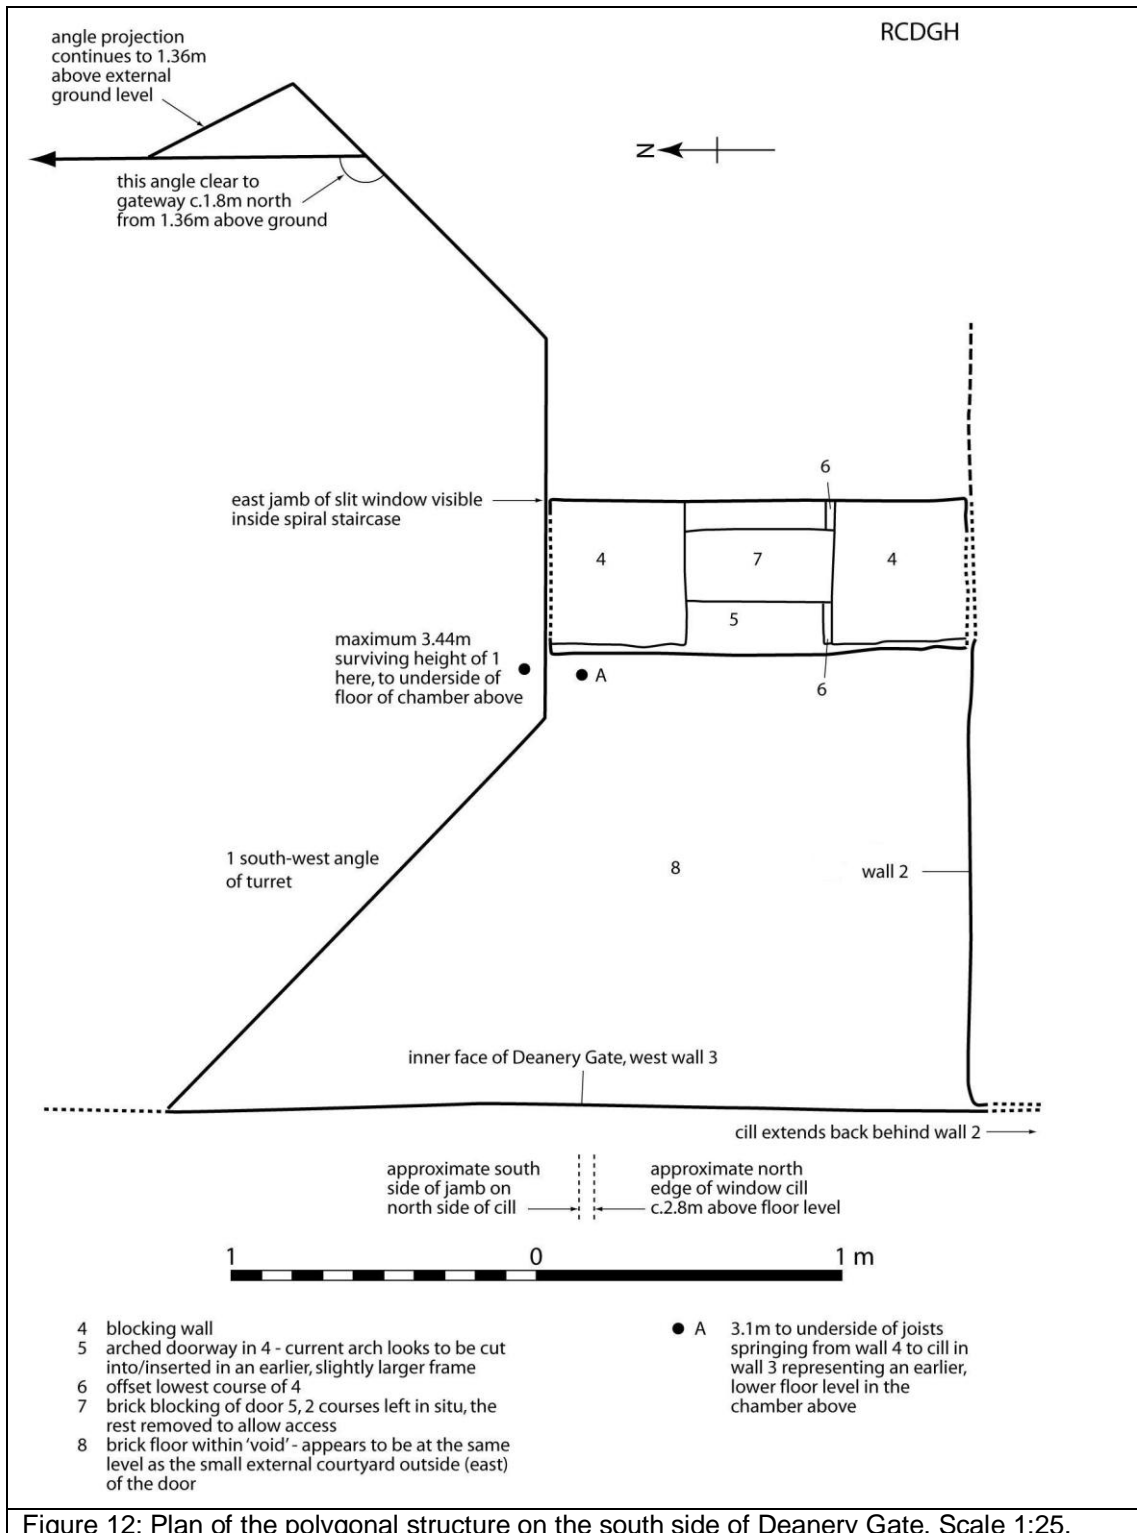 RCDGH
angle projection
continues to 1.36m
above external
ground level
N
this angle clear to
gateway c.1.8m north
from 1.36m above ground
6
east jamb of slit window visible
inside spiral staircase
4
7
4
5
maximum 3.44m
surviving height of 1
here, to underside of
floor of chamber above
A
6
1 south-west angle
of turret
8
wall 2
inner face of Deanery Gate, west wall 3
cill extends back behind wall 2
approximate south
side of jamb on
north side of cill
approximate north
edge of window cill
c.2.8m above floor level
1 0 1 m
4 blocking wall
5 arched doorway in 4 - current arch looks to be cut
into/inserted in an earlier, slightly larger frame
6 offset lowest course of 4
7 brick blocking of door 5, 2 courses left in situ, the
rest removed to allow access
8 brick floor within 'void' - appears to be at the same
level as the small external courtyard outside (east)
of the door
A 3.1m to underside of joists
springing from wall 4 to cill in
wall 3 representing an earlier,
lower floor level in the
chamber above
Figure 12: Plan of the polygonal structure on the south side of Deanery Gate. Scale 1:25.